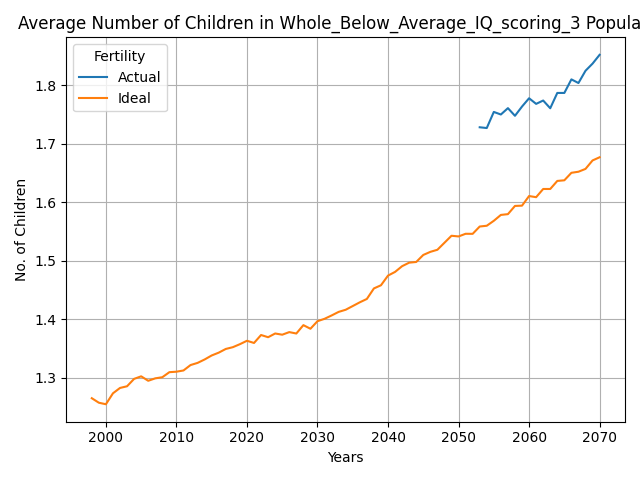 Average Number of Children in Whole_Below_Average_IQ_scoring_3 Popula
Fertility
Actual
Ideal
No. of Children
1.8
1.7
1.6
1.5
1.4
1.3
2000 2010 2020 2030 2040 2050 2060 2070
Years